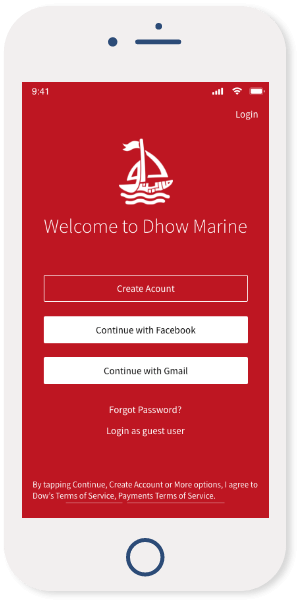 9:41
Login
Welcome to Dhow Marine
Create Acount
Continue with Facebook
Continue with Gmail
Forgot Password?
Login as guest user
By tapping Continue, Create Account or More options, I agree to
Dow's Terms of Service, Payments Terms of Service.